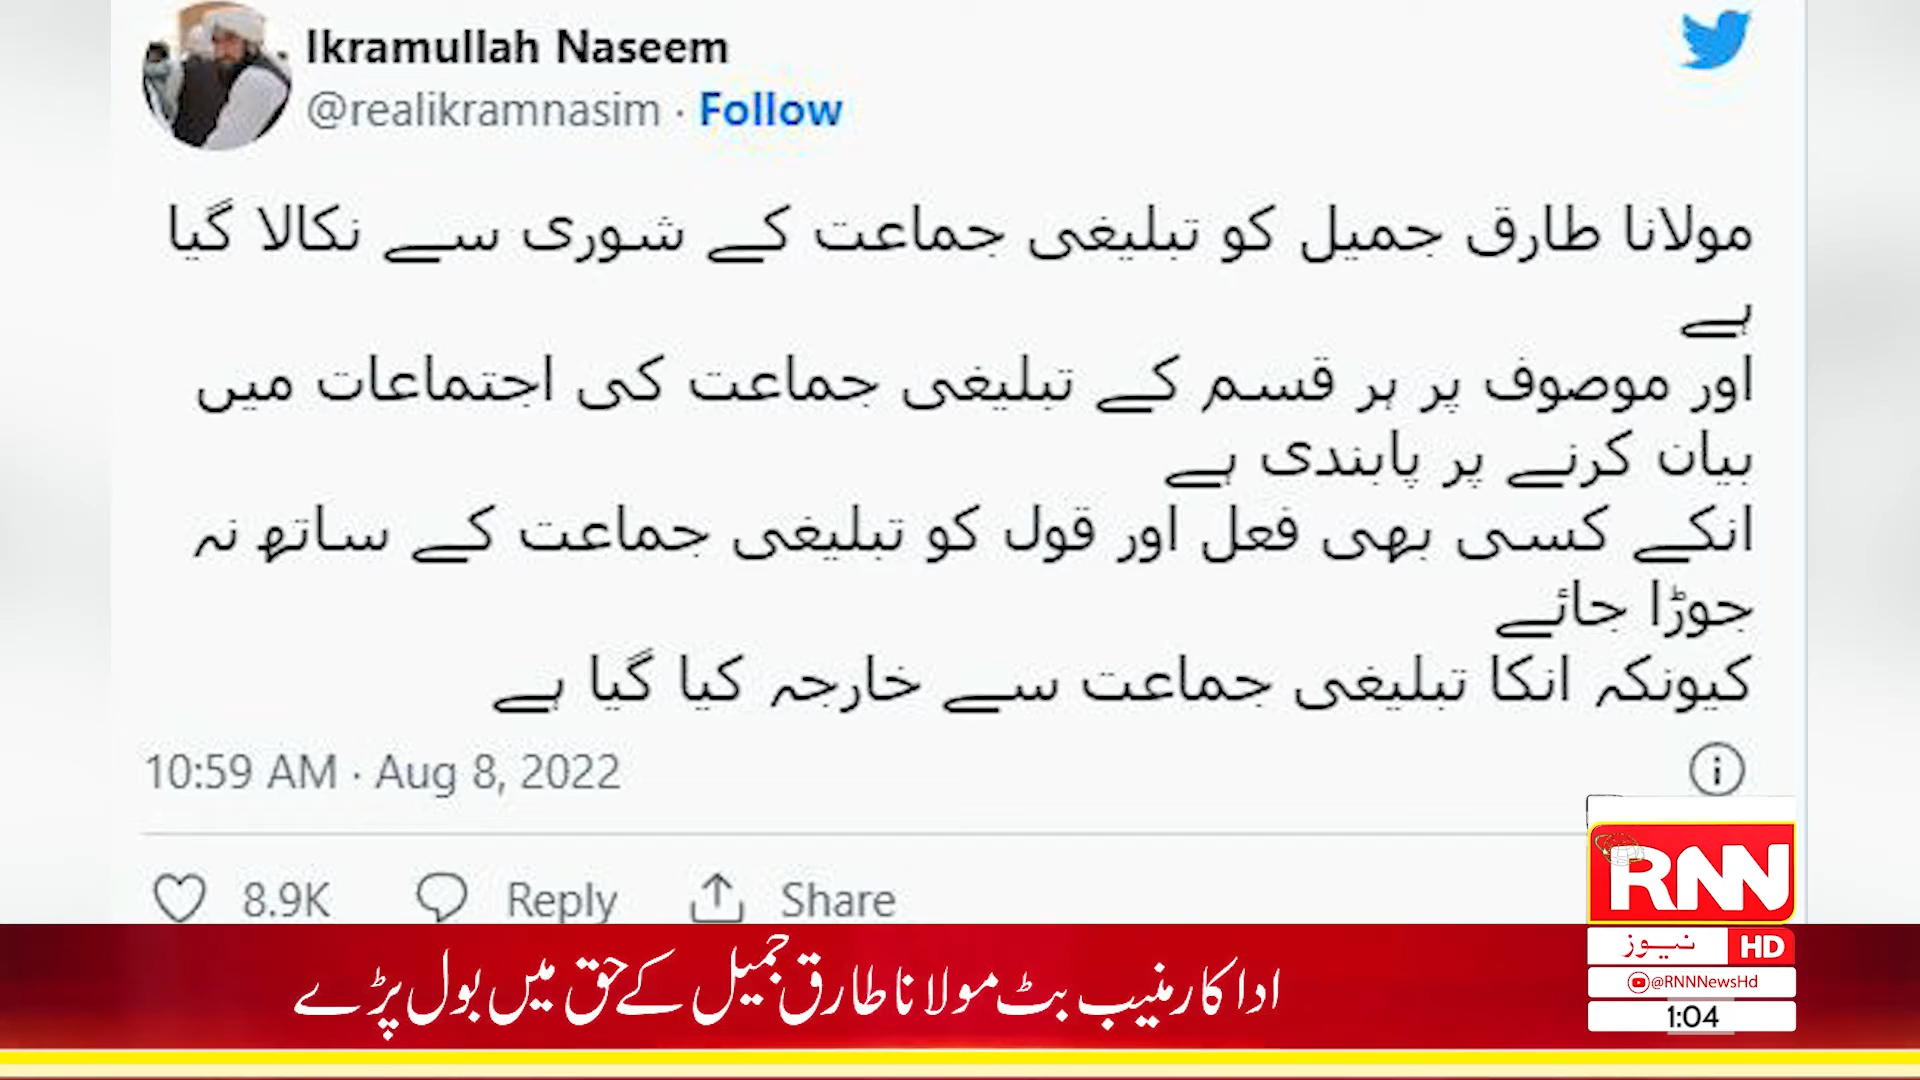 Ikramullah Naseem
@realikramnasim · Follow
مولانا طارق جمیل کو تبلیغی جماعت کے شوری سے نکالا گیا
ہے
اور موصوف پر ہر قسم کے تبلیغی جماعت کی اجتماعات میں
بیان کرنے پر پابندی ہے
انکے کسی بھی فعل اور قول کو تبلیغی جماعت کے ساتھ نہ
جوڑا جائے
کیونکہ انکا تبلیغی جماعت سے خارجہ کیا گیا ہے
10:59 AM · Aug 8, 2022
8.9K Reply Share
RNN
نیوز HD
@RNNNewsHd
1:04
اداکار منیب بٹ مولانا طارق جمیل کے حق میں بول پڑے